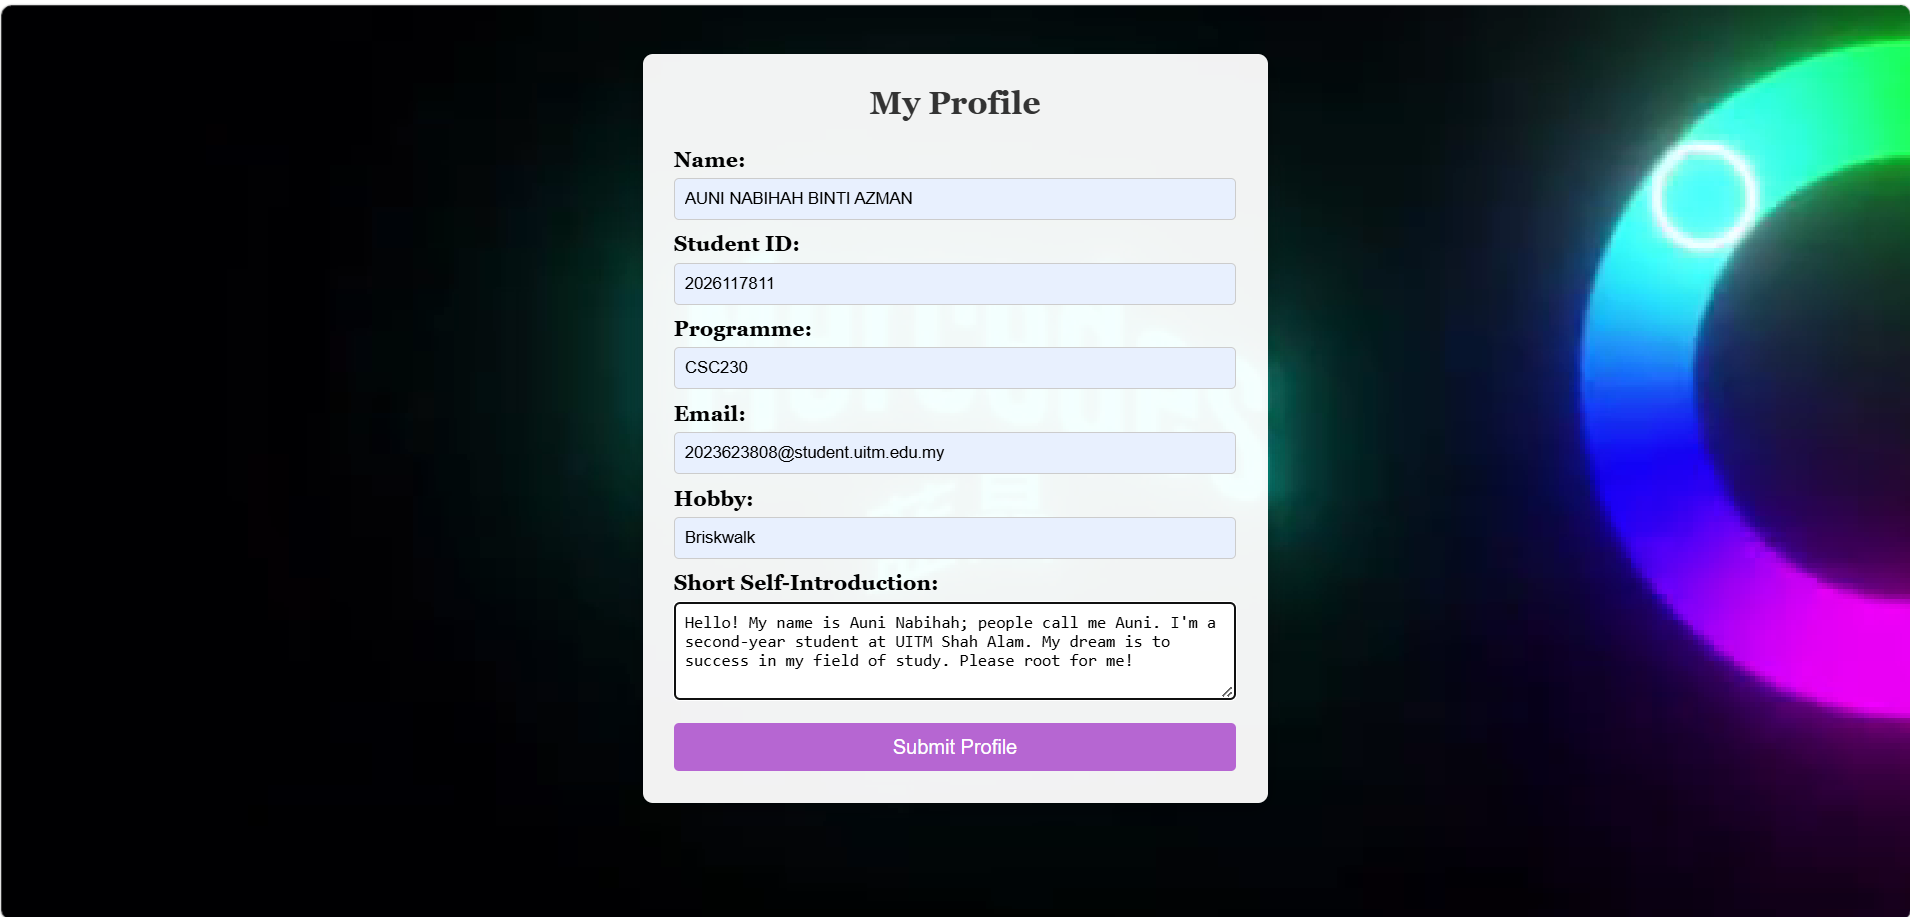 My Profile
Name:
AUNI NABIHAH BINTI AZMAN
Student ID:
2026117811
Programme:
CSC230
Email:
2023623808@student.uitm.edu.my
Hobby:
Briskwalk
Short Self-Introduction:
Hello! My name is Auni Nabihah; people call me Auni. I'm a
second-year student at UITM Shah Alam. My dream is to
success in my field of study. Please root for me!
Submit Profile